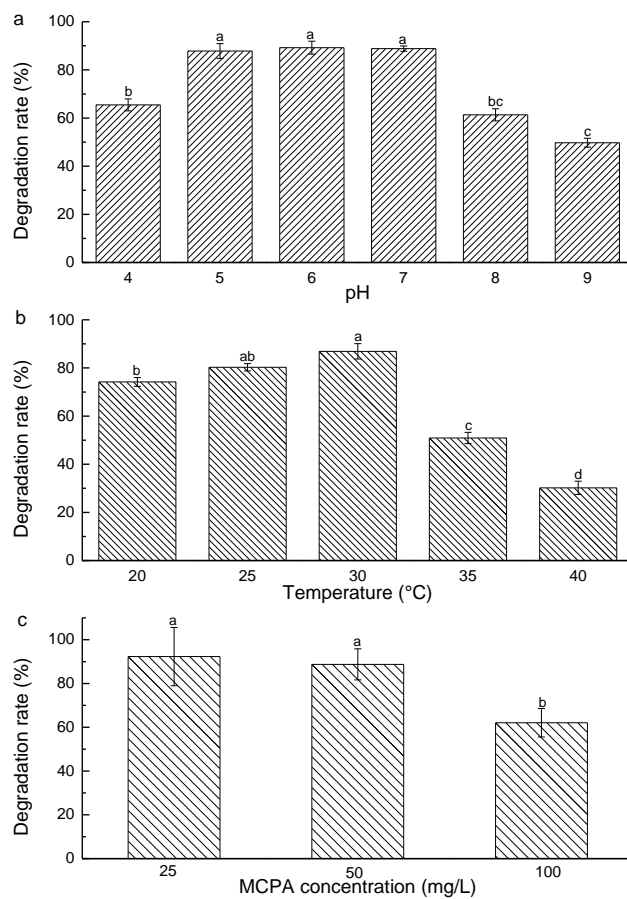 a
100
80
60
40
20
0
Degradation rate (%)
b
a
a
a
bc
c
4 5 6 7 8 9
pH
b
100
80
60
40
20
0
Degradation rate (%)
b
ab
a
c
d
20 25 30 35 40
Temperature (°C)
c
100
80
60
40
20
0
Degradation rate (%)
a
a
b
25 50 100
MCPA concentration (mg/L)